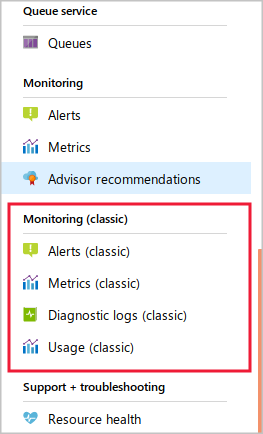 Queue service
Queues
Monitoring
Alerts
Metrics
Advisor recommendations
Monitoring (classic)
Alerts (classic)
Metrics (classic)
Diagnostic logs (classic)
Usage (classic)
Support + troubleshooting
Resource health